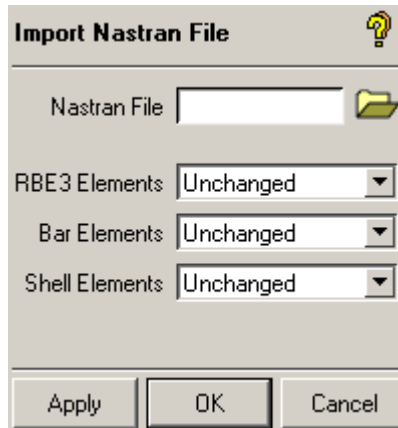 Import Nastran File
Nastran File
RBE3 Elements Unchanged
Bar Elements Unchanged
Shell Elements Unchanged
Apply OK Cancel